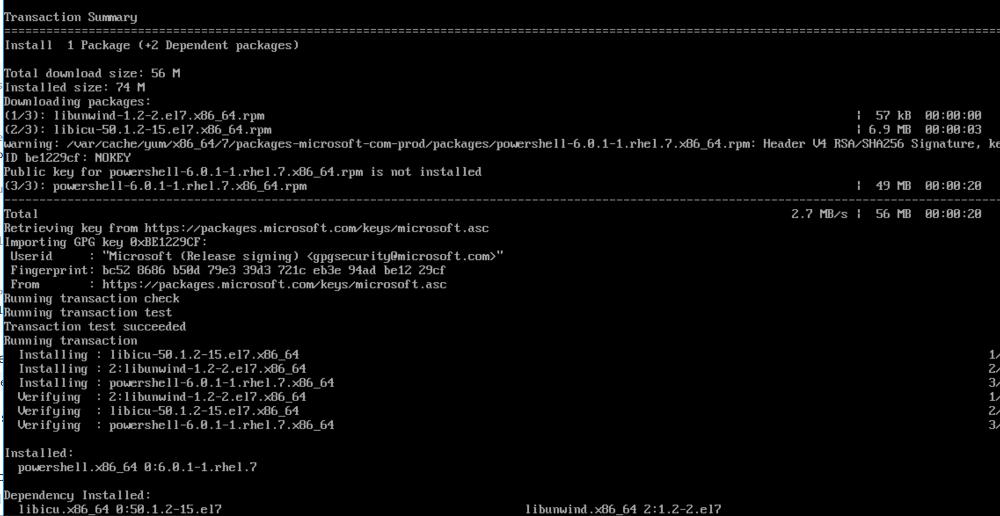 Transaction Summary
================================================================================
Install  1 Package (+2 Dependent packages)
Total download size: 56 M
Installed size: 74 M
Downloading packages:
(1/3): libunwind-1.2-2.el7.x86_64.rpm | 57 kB 00:00:00
(2/3): libicu-50.1.2-15.el7.x86_64.rpm | 6.9 MB 00:00:03
warning: /var/cache/yum/x86_64/7/packages-microsoft-com-prod/packages/powershell-6.0.1-1.rhel.7.x86_64.rpm: Header V4 RSA/SHA256 Signature, ke
ID be1229cf: NOKEY
Public key for powershell-6.0.1-1.rhel.7.x86_64.rpm is not installed
(3/3): powershell-6.0.1-1.rhel.7.x86_64.rpm | 49 MB 00:00:20
--------------------------------------------------------------------------------
Total 2.7 MB/s | 56 MB 00:00:20
Retrieving key from https://packages.microsoft.com/keys/microsoft.asc
Importing GPG key 0xBE1229CF:
Userid     : "Microsoft (Release signing) <gpgsecurity@microsoft.com>"
Fingerprint: bc52 8686 b50d 79e3 39d3 721c eb3e 94ad be12 29cf
From       : https://packages.microsoft.com/keys/microsoft.asc
Running transaction check
Running transaction test
Transaction test succeeded
Running transaction
Installing : libicu-50.1.2-15.el7.x86_64 1/
Installing : 2:libunwind-1.2-2.el7.x86_64 2/
Installing : powershell-6.0.1-1.rhel.7.x86_64 3/
Verifying  : 2:libunwind-1.2-2.el7.x86_64 1/
Verifying  : libicu-50.1.2-15.el7.x86_64 2/
Verifying  : powershell-6.0.1-1.rhel.7.x86_64 3/
Installed:
powershell.x86_64 0:6.0.1-1.rhel.7
Dependency Installed:
libicu.x86_64 0:50.1.2-15.el7 libunwind.x86_64 2:1.2-2.el7